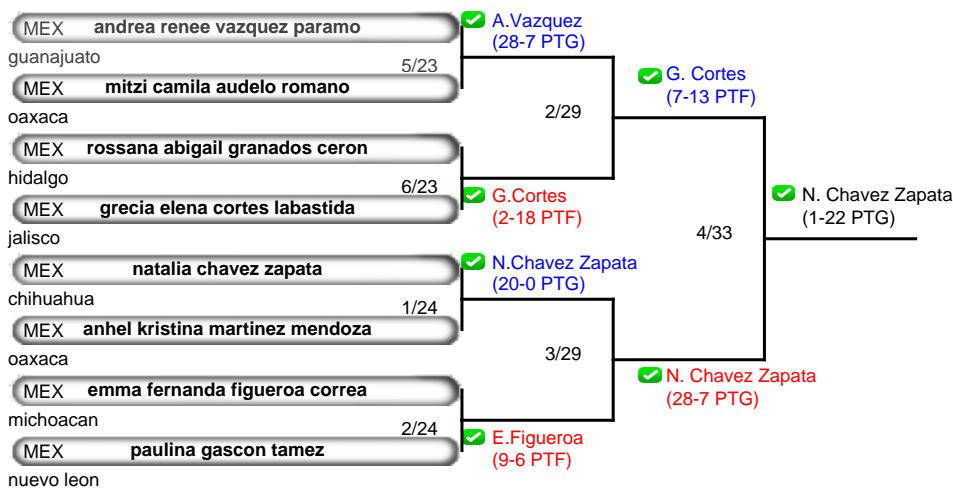 MEX andrea renee vazquez paramo
guanajuato
5/23
MEX mitzi camila audelo romano
oaxaca
A.Vazquez
(28-7 PTG)
2/29
MEX rossana abigail granados ceron
hidalgo
6/23
MEX grecia elena cortes labastida
jalisco
G.Cortes
(2-18 PTF)
G. Cortes
(7-13 PTF)
4/33
N. Chavez Zapata
(1-22 PTG)
MEX natalia chavez zapata
chihuahua
1/24
MEX anhel kristina martinez mendoza
oaxaca
N.Chavez Zapata
(20-0 PTG)
3/29
MEX emma fernanda figueroa correa
michoacan
2/24
MEX paulina gascon tamez
nuevo leon
E.Figueroa
(9-6 PTF)
N. Chavez Zapata
(28-7 PTG)